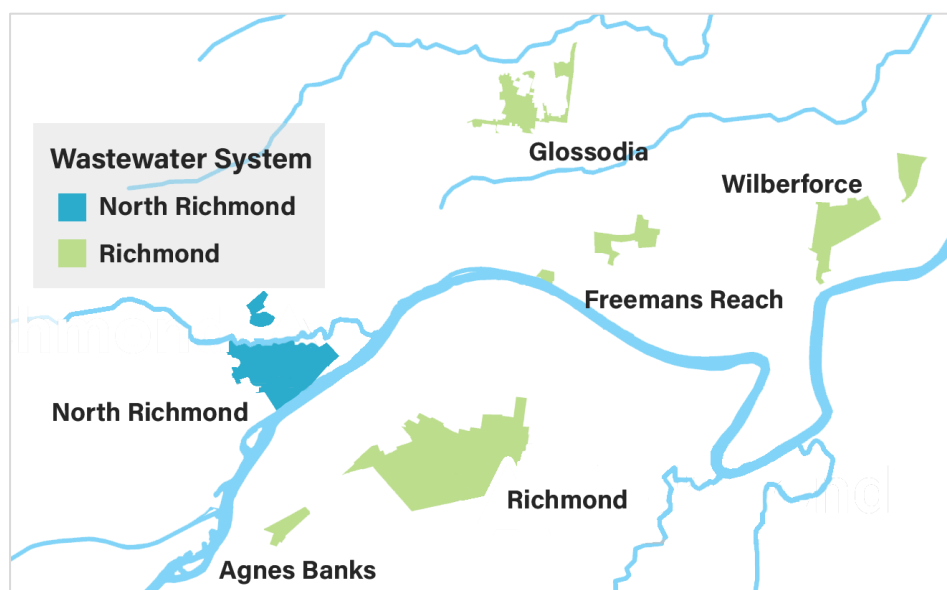 Glossodia
Wastewater System
Wilberforce
North Richmond
Richmond
Freemans Reach
North Richmond
Richmond
Agnes Banks